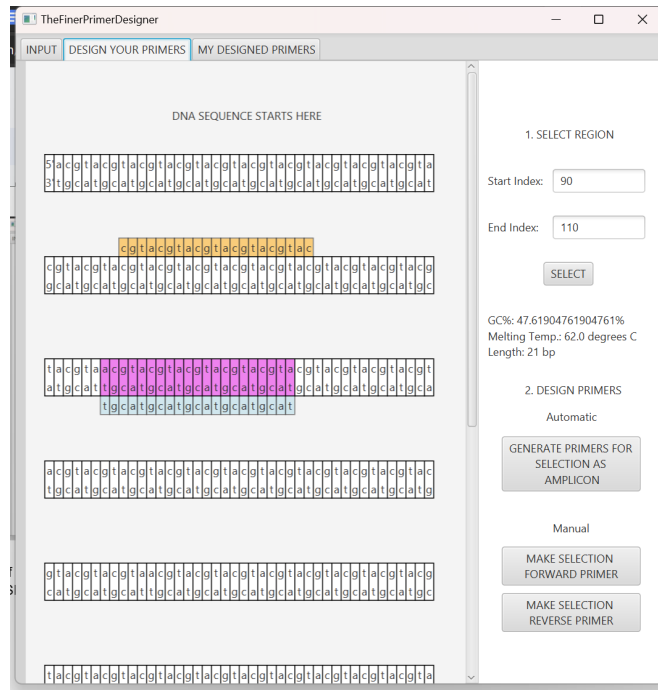 TheFinerPrimerDesigner
INPUT DESIGN YOUR PRIMERS MY DESIGNED PRIMERS
DNA SEQUENCE STARTS HERE
5'acgtacgtacgtacgtacgtacgtacgtacgtacgtacgta
3'tgcatgcatgcatgcatgcatgcatgcatgcatgcatgcat
cgtacgtacgtacgtacgtac
cgtacgtacgtacgtacgtacgtacgtacgtacgtacgtacg
gcatgcatgcatgcatgcatgcatgcatgcatgcatgcatgc
tacgtaacgtacgtacgtacgtacgtacgtacgtacgtacgt
atgcattgcatgcatgcatgcatgcatgcatgcatgcatgca
tgcatgcatgcatgcatgcat
acgtacgtacgtacgtacgtacgtacgtacgtacgtacgtac
tgcatgcatgcatgcatgcatgcatgcatgcatgcatgcatg
gtacgtacgtaacgtacgtacgtacgtacgtacgtacgtacg
catgcatgcattgcatgcatgcatgcatgcatgcatgcatgc
tacgtacgtacgtacgtacgtacgtacgtacgtacgtacgta
1. SELECT REGION
Start Index: 90
End Index: 110
SELECT
GC%: 47.61904761904761%
Melting Temp.: 62.0 degrees C
Length: 21 bp
2. DESIGN PRIMERS
Automatic
GENERATE PRIMERS FOR
SELECTION AS
AMPLICON
Manual
MAKE SELECTION
FORWARD PRIMER
MAKE SELECTION
REVERSE PRIMER